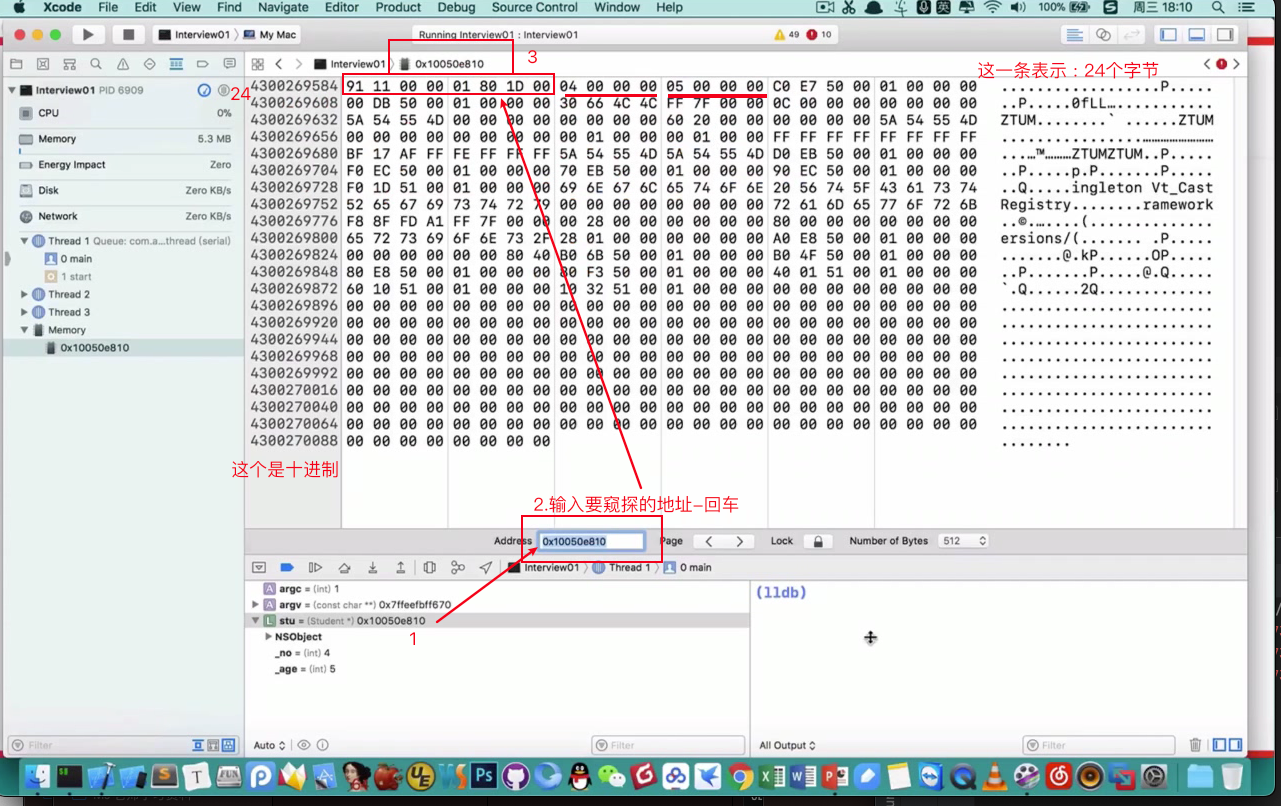 Xcode File Edit View Find Navigate Editor Product Debug Source Control Window Help 100% 英 周三 18:10
Interview01 My Mac Running Interview01 : Interview01 49 10
Interview01 0x10050e810 3
这一条表示：24个字节
Interview01 PID 6909 24
CPU 0%
Memory 5.3 MB
Energy Impact Zero
Disk Zero KB/s
Network Zero KB/s
Thread 1 Queue: com.a...thread (serial)
0 main
1 start
Thread 2
Thread 3
Memory
0x10050e810
4300269584 91 11 00 00 01 80 1D 00 04 00 00 00 05 00 00 00 C0 E7 50 00 01 00 00 00
4300269608 00 DB 50 00 01 00 00 00 30 66 4C 4C FF 7F 00 00 0C 00 00 00 00 00 00 00
4300269632 5A 54 55 4D 00 00 00 00 00 00 00 00 60 20 00 00 00 00 00 00 5A 54 55 4D
4300269656 00 00 00 00 00 01 00 00 00 01 00 00 FF FF FF FF FF FF FF FF
4300269680 BF 17 AF FF FE FF FF FF 5A 54 55 4D 5A 54 55 4D D0 EB 50 00 01 00 00 00
4300269704 F0 EC 50 00 01 00 00 00 70 EB 50 00 01 00 00 00 90 EC 50 00 01 00 00 00
4300269728 F0 1D 51 00 01 00 00 00 69 6E 67 6C 65 74 6F 6E 20 56 74 5F 43 61 73 74
4300269752 52 65 67 69 73 74 72 79 00 00 00 00 00 00 00 00 72 61 6D 65 77 6F 72 6B
4300269776 F8 8F FD A1 FF 7F 00 00 00 28 00 00 00 00 00 00 80 00 00 00 00 00 00 00
4300269800 65 72 73 69 6F 6E 73 2F 28 01 00 00 00 00 00 00 A0 E8 50 00 01 00 00 00
4300269824 00 00 00 00 00 00 80 40 B0 6B 50 00 01 00 00 00 B0 4F 50 00 01 00 00 00
4300269848 80 E8 50 00 01 00 00 00 80 F3 50 00 01 00 00 00 40 01 51 00 01 00 00 00
4300269872 60 10 51 00 01 00 00 00 10 32 51 00 01 00 00 00 00 00 00 00 00 00 00 00
4300269896 00 00 00 00 00 00 00 00 00 00 00 00 00 00 00 00 00 00 00 00 00 00 00 00
4300269920 00 00 00 00 00 00 00 00 00 00 00 00 00 00 00 00 00 00 00 00 00 00 00 00
4300269944 00 00 00 00 00 00 00 00 00 00 00 00 00 00 00 00 00 00 00 00 00 00 00 00
4300269968 00 00 00 00 00 00 00 00 00 00 00 00 00 00 00 00 00 00 00 00 00 00 00 00
4300269992 00 00 00 00 00 00 00 00 00 00 00 00 00 00 00 00 00 00 00 00 00 00 00 00
4300270016 00 00 00 00 00 00 00 00 00 00 00 00 00 00 00 00 00 00 00 00 00 00 00 00
4300270040 00 00 00 00 00 00 00 00 00 00 00 00 00 00 00 00 00 00 00 00 00 00 00 00
4300270064 00 00 00 00 00 00 00 00 00 00 00 00 00 00 00 00 00 00 00 00 00 00 00 00
4300270088 00 00 00 00 00 00 00 00
这个是十进制
2.输入要窥探的地址-回车
Address 0x10050e810 Page Lock Number of Bytes 512
Interview01 Thread 1 0 main
argc = (int) 1
argv = (const char **) 0x7ffeefbff670
stu = (Student *) 0x10050e810
1
NSObject
_no = (int) 4
_age = (int) 5
(lldb)
Filter Auto Filter All Output Filter